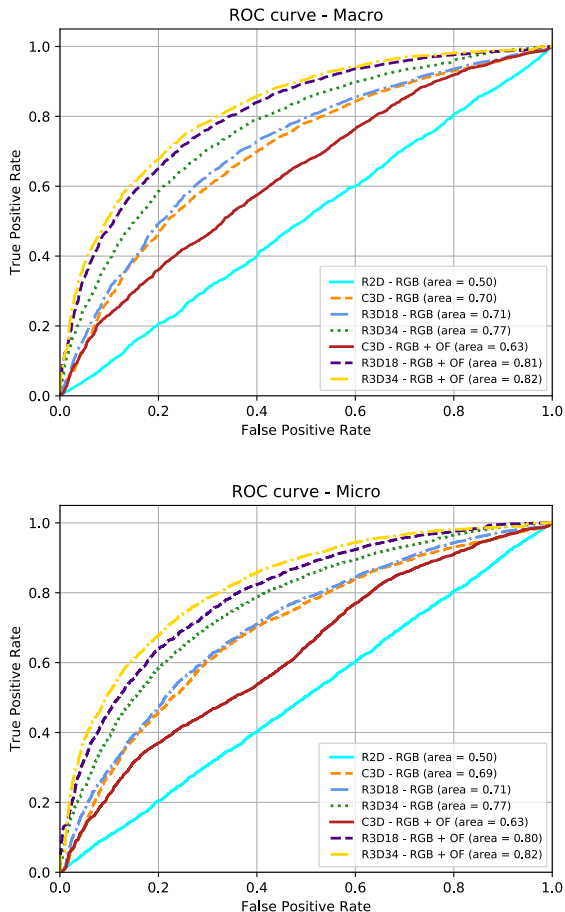 ROC curve - Macro
1.0
0.8
0.6
0.4
0.2
0.0
True Positive Rate
R2D - RGB (area = 0.50)
C3D - RGB (area = 0.70)
R3D18 - RGB (area = 0.71)
R3D34 - RGB (area = 0.77)
C3D - RGB + OF (area = 0.63)
R3D18 - RGB + OF (area = 0.81)
R3D34 - RGB + OF (area = 0.82)
0.0 0.2 0.4 0.6 0.8 1.0
False Positive Rate
ROC curve - Micro
1.0
0.8
0.6
0.4
0.2
0.0
True Positive Rate
R2D - RGB (area = 0.50)
C3D - RGB (area = 0.69)
R3D18 - RGB (area = 0.71)
R3D34 - RGB (area = 0.77)
C3D - RGB + OF (area = 0.63)
R3D18 - RGB + OF (area = 0.80)
R3D34 - RGB + OF (area = 0.82)
0.0 0.2 0.4 0.6 0.8 1.0
False Positive Rate